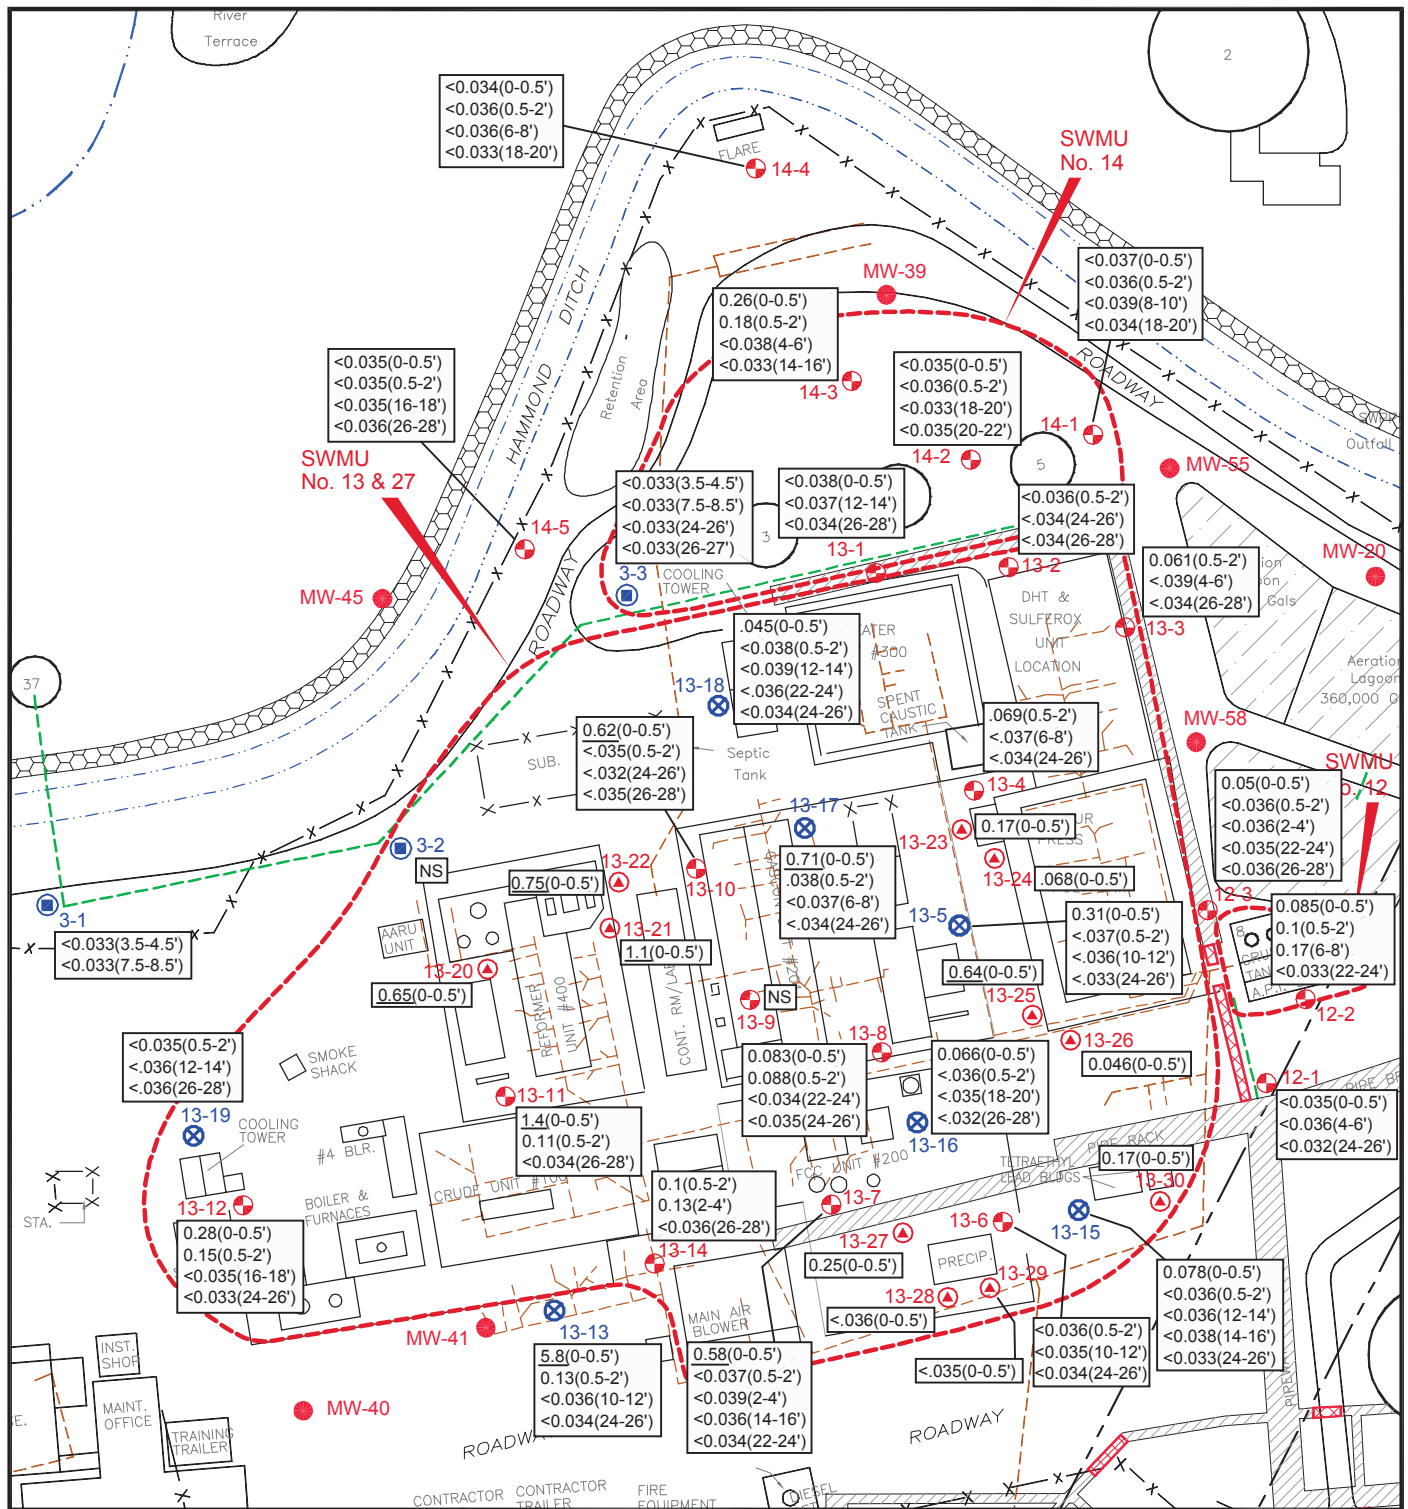 River
Terrace
2
<0.034(0-0.5')
<0.036(0.5-2')
<0.036(6-8')
<0.033(18-20')
FLARE
14-4
SWMU
No. 14
MW-39
<0.037(0-0.5')
<0.036(0.5-2')
<0.039(8-10')
<0.034(18-20')
0.26(0-0.5')
0.18(0.5-2')
<0.038(4-6')
<0.033(14-16')
14-3
HAMMOND DITCH
Retention
Area
ROADWAY
<0.035(0-0.5')
<0.035(0.5-2')
<0.035(16-18')
<0.036(26-28')
<0.035(0-0.5')
<0.036(0.5-2')
<0.033(18-20')
<0.035(20-22')
14-1
14-2
5
Outfall
MW-55
SWMU
No. 13 & 27
<0.033(3.5-4.5')
<0.033(7.5-8.5')
<0.033(24-26')
<0.033(26-27')
<0.038(0-0.5')
<0.037(12-14')
<0.034(26-28')
3
<0.036(0.5-2')
<.034(24-26')
<.034(26-28')
14-5
13-1
13-2
0.061(0.5-2')
<.039(4-6')
<.034(26-28')
Gals
MW-20
MW-45
3-3
COOLING
TOWER
ROADWAY
DHT &
SULFEROX
UNIT
LOCATION
13-3
.045(0-0.5')
<0.038(0.5-2')
<0.039(12-14')
<.036(22-24')
<0.034(24-26')
#300
37
13-18
SPENT
CAUSTIC
TANK
Aeration
Lagoon
360,000
0.62(0-0.5')
<.035(0.5-2')
<.032(24-26')
<.035(26-28')
SUB.
Septic
Tank
.069(0.5-2')
<.037(6-8')
<.034(24-26')
MW-58
SWMU
0.05(0-0.5')
<0.036(0.5-2')
<0.036(2-4')
<0.035(22-24')
<0.036(26-28')
13-4
13-17
13-23
0.17(0-0.5')
PRESS
3-2
NS
13-22
13-10
0.71(0-0.5')
.038(0.5-2')
<0.037(6-8')
<.034(24-26')
13-24
.068(0-0.5')
0.75(0-0.5')
12-3
0.085(0-0.5')
0.1(0.5-2')
0.17(6-8')
<0.033(22-24')
3-1
<0.033(3.5-4.5')
<0.033(7.5-8.5')
AARU
UNIT
13-21
1.1(0-0.5')
13-5
0.31(0-0.5')
<.037(0.5-2')
<.036(10-12')
<.033(24-26')
8
13-20
0.65(0-0.5')
0.64(0-0.5')
13-25
REFORMER
UNIT #400
CONT. RM/LAB
NS
13-9
12-2
13-8
13-26
0.046(0-0.5')
<0.035(0.5-2')
<.036(12-14')
<.036(26-28')
SMOKE
SHACK
0.083(0-0.5')
0.088(0.5-2')
<0.034(22-24')
<0.035(24-26')
0.066(0-0.5')
<.036(0.5-2')
<.035(18-20')
<.032(26-28')
12-1
<0.035(0-0.5')
<0.036(4-6')
<0.032(24-26')
13-11
1.4(0-0.5')
0.11(0.5-2')
<0.034(26-28')
13-19
COOLING
TOWER
#4 BLR.
13-16
PIPE RACK
0.17(0-0.5')
TETRAETHYL
LEAD BLDGS
13-30
FCC UNIT #200
CRUDE UNIT #100
0.1(0.5-2')
0.13(2-4')
<0.036(26-28')
BOILER &
FURNACES
STA.
13-12
13-7
13-6
13-15
0.28(0-0.5')
0.15(0.5-2')
<0.035(16-18')
<0.033(24-26')
13-14
13-27
0.25(0-0.5')
PRECIP.
13-29
13-28
0.078(0-0.5')
<0.036(0.5-2')
<0.036(12-14')
<0.038(14-16')
<0.033(24-26')
<.036(0-0.5')
MW-41
13-13
MAIN AIR
BLOWER
<0.036(0.5-2')
<0.035(10-12')
<0.034(24-26')
5.8(0-0.5')
0.13(0.5-2')
<0.036(10-12')
<0.034(24-26')
0.58(0-0.5')
<0.037(0.5-2')
<0.039(2-4')
<0.036(14-16')
<0.034(22-24')
<.035(0-0.5')
INST.
SHOP
MAINT.
OFFICE
MW-40
TRAINING
TRAILER
ROADWAY
ROADWAY
CONTRACTOR
CONTRACTOR
TRAILER
FIRE
EQUIPMENT
DIESEL